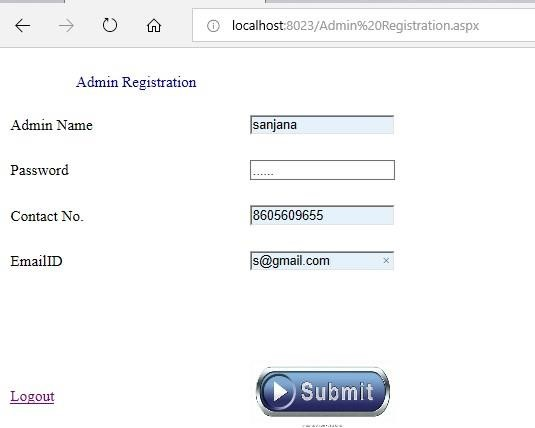 localhost:8023/Admin%20Registration.aspx
Admin Registration
Admin Name sanjana
Password ......
Contact No. 8605609655
EmailID s@gmail.com ×
Logout Submit